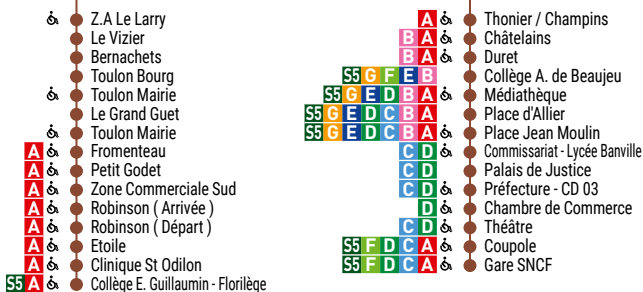 Z.A Le Larry
Le Vizier
Bernachets
Toulon Bourg
Toulon Mairie
Le Grand Guet
Toulon Mairie
A Fromenteau
A Petit Godet
A Zone Commerciale Sud
A Robinson ( Arrivée )
A Robinson ( Départ )
A Etoile
A Clinique St Odilon
S5 A Collège E. Guillaumin - Florilège
A Thonier / Champins
B A Châtelains
B A Duret
S5 G F E B Collège A. de Beaujeu
S5 G E D B A Médiathèque
S5 G E D C B A Place d'Allier
S5 G E D C B A Place Jean Moulin
C D Commissariat - Lycée Banville
C D Palais de Justice
C D Préfecture - CD 03
D Chambre de Commerce
C D Théâtre
S5 F D C A Coupole
S5 F D C A Gare SNCF